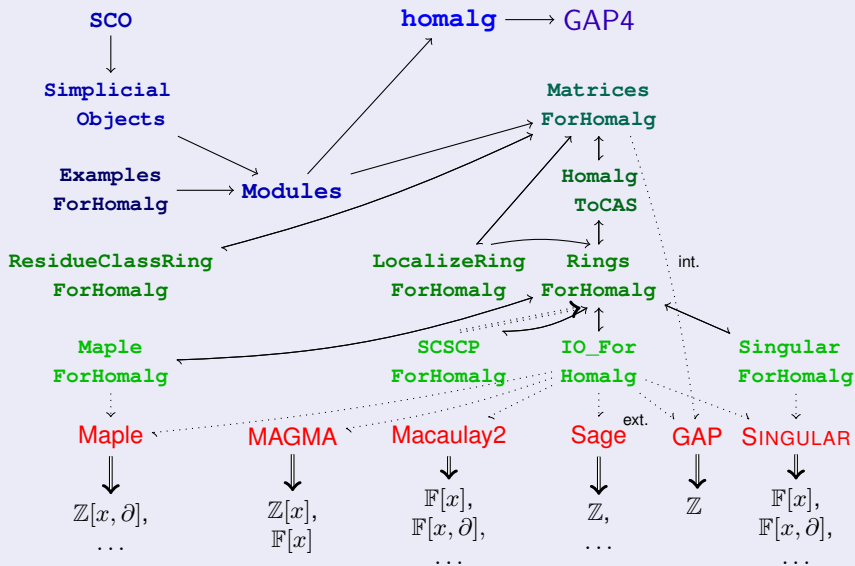 SCO
homalg
GAP4
Simplicial
Objects
Matrices
ForHomalg
Examples
ForHomalg
Modules
Homalg
ToCAS
ResidueClassRing
ForHomalg
LocalizeRing
ForHomalg
Rings
ForHomalg
int.
Maple
ForHomalg
SCSCP
ForHomalg
IO_For
Homalg
Singular
ForHomalg
ext.
Maple
MAGMA
Macaulay2
Sage
GAP
SINGULAR
ℤ[x, ∂],
...
ℤ[x],
𝔽[x]
𝔽[x],
𝔽[x, ∂],
...
ℤ,
...
ℤ
𝔽[x],
𝔽[x, ∂],
...